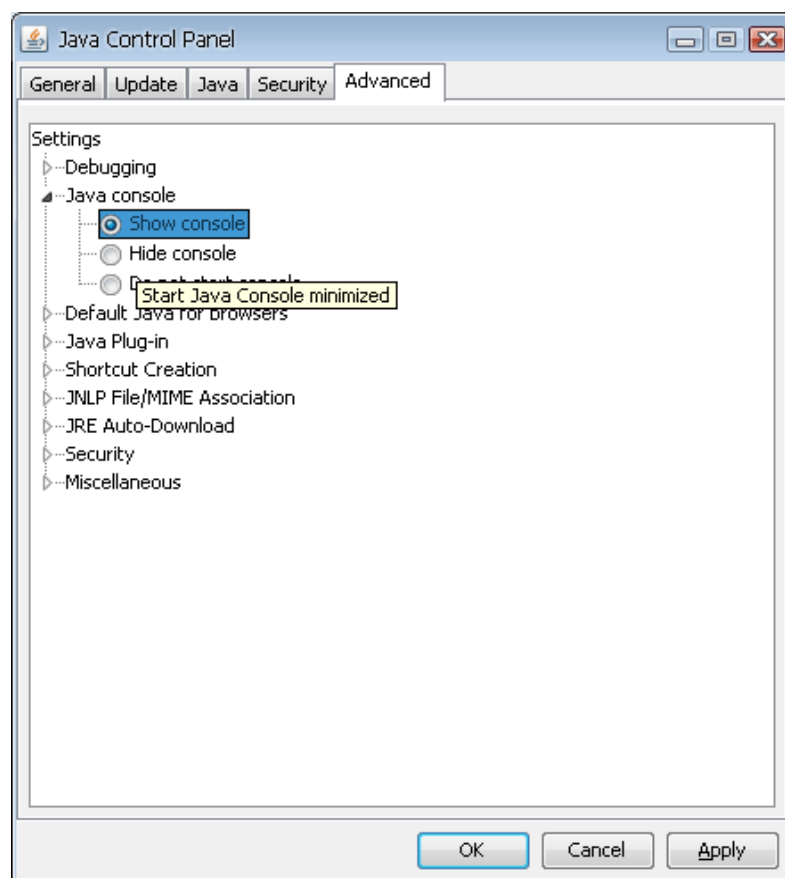 Java Control Panel
General Update Java Security Advanced
Settings
Debugging
Java console
Show console
Hide console
Start Java Console minimized
Default Java for browsers
Java Plug-in
Shortcut Creation
JNLP File/MIME Association
JRE Auto-Download
Security
Miscellaneous
OK Cancel Apply